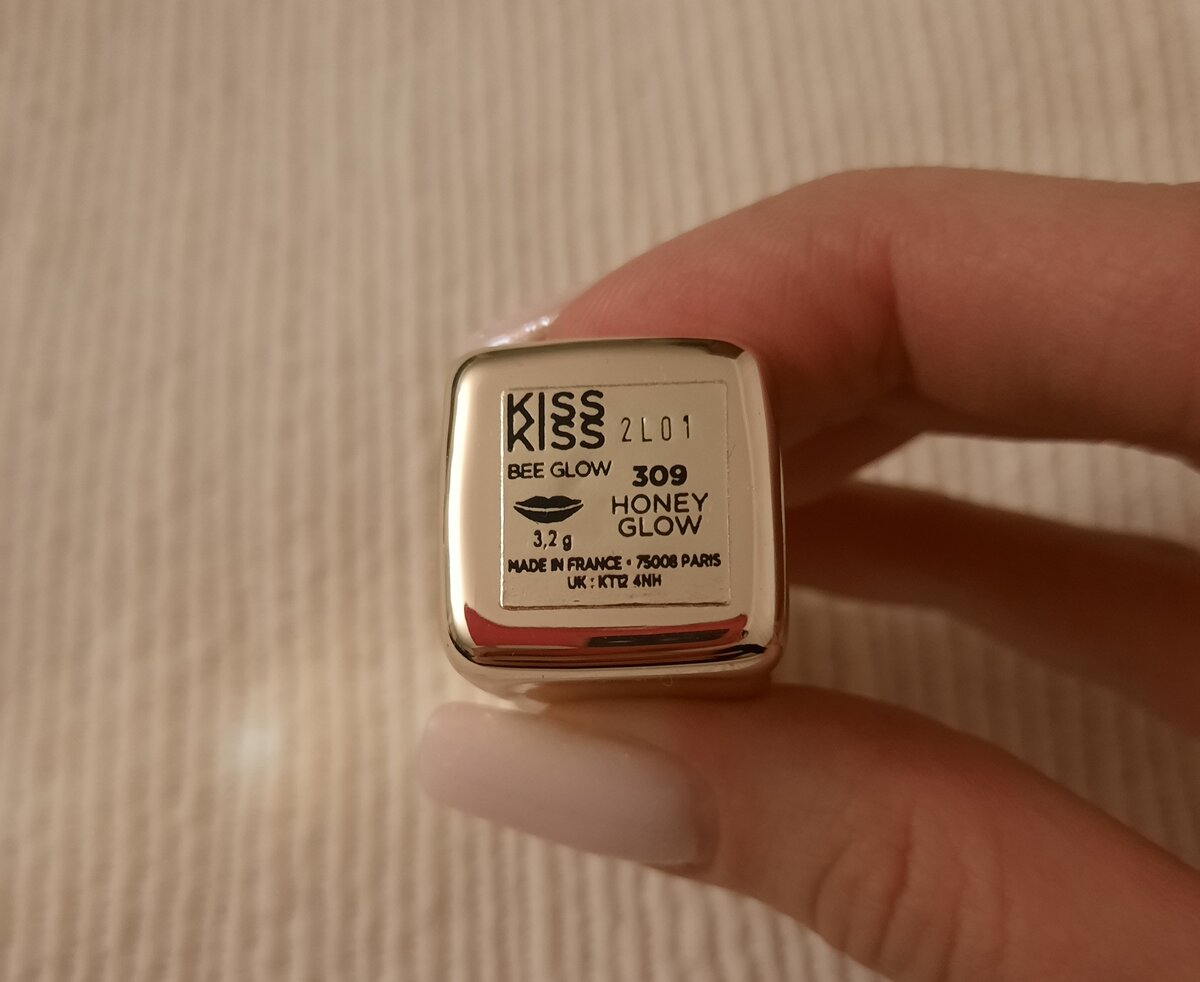 KISS
KISS
2L01
BEE GLOW
309
HONEY
GLOW
3,2 g
MADE IN FRANCE • 75008 PARIS
UK : KT12 4NH